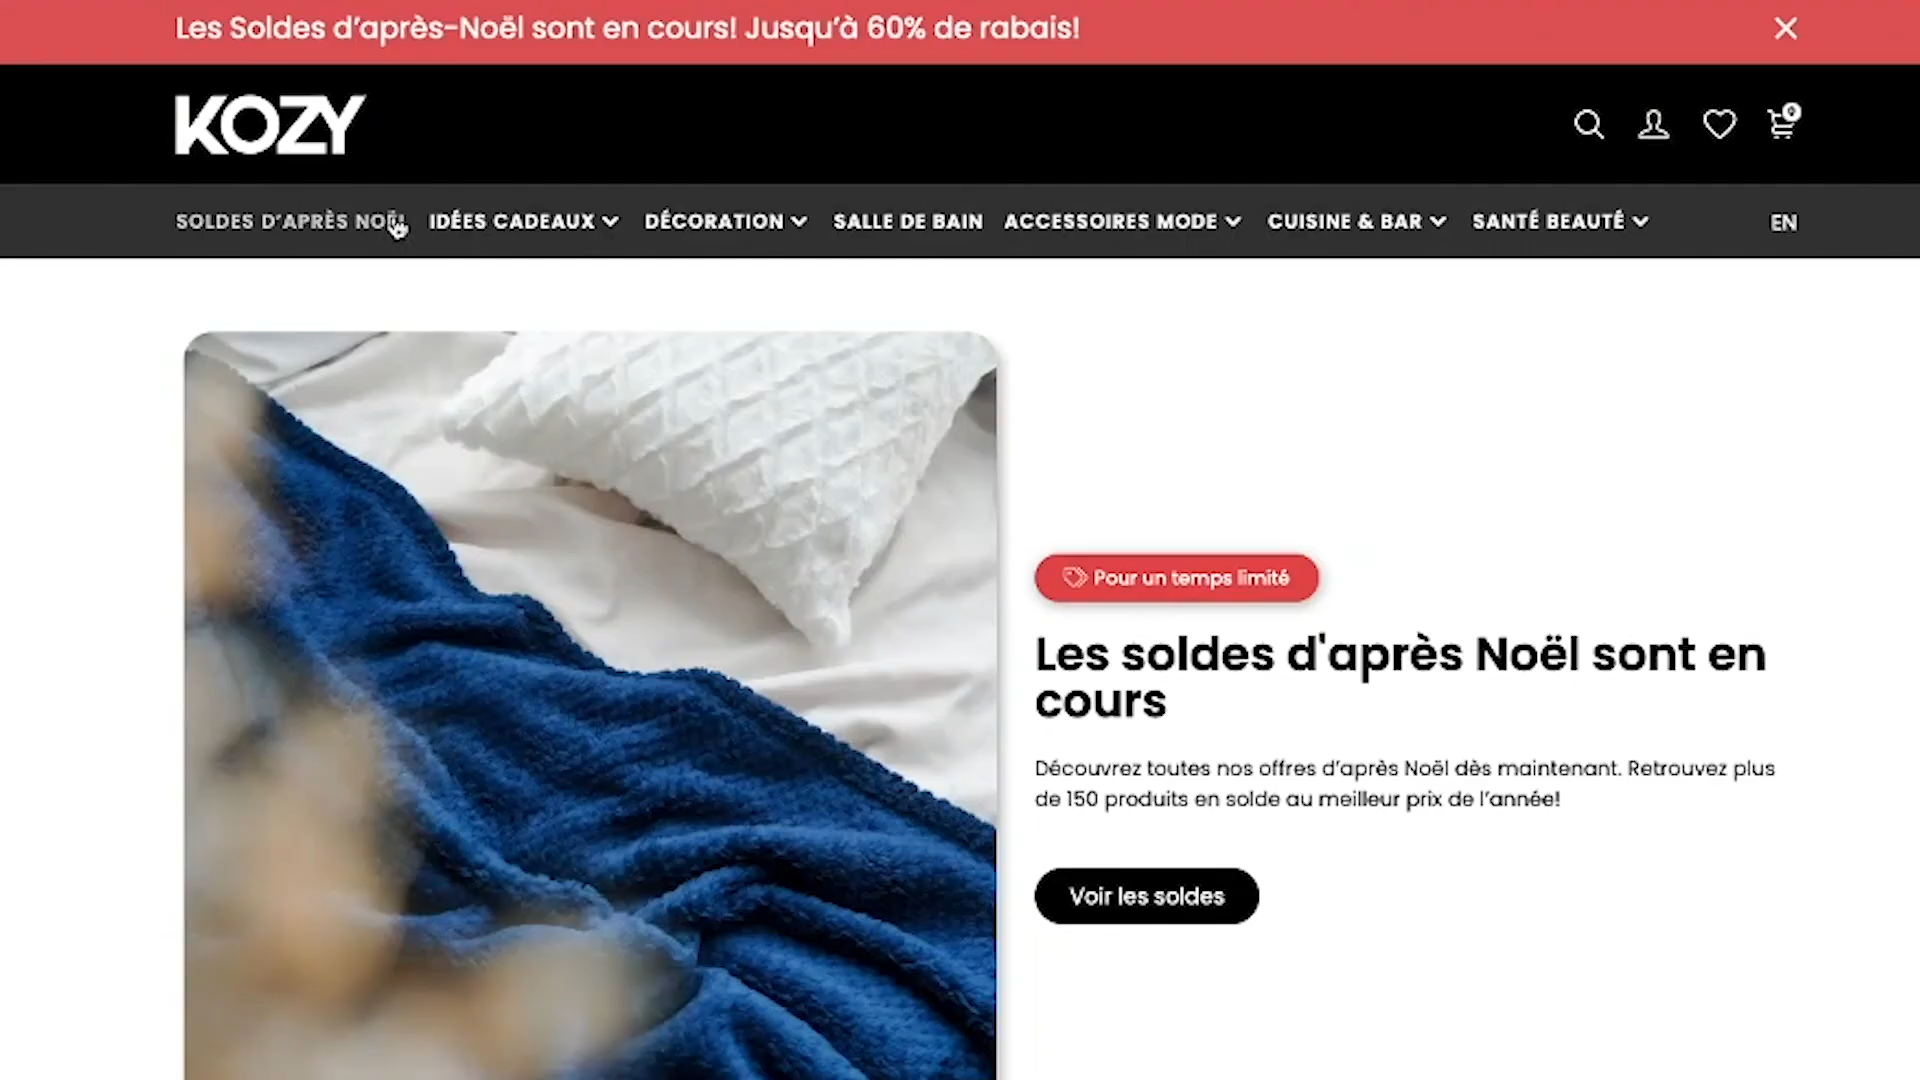 Les Soldes d’après-Noël sont en cours! Jusqu’à 60% de rabais!
KOZY
0
SOLDES D’APRÈS NOËL IDÉES CADEAUX DÉCORATION SALLE DE BAIN ACCESSOIRES MODE CUISINE & BAR SANTÉ BEAUTÉ EN
Pour un temps limité
Les soldes d'après Noël sont en
cours
Découvrez toutes nos offres d’après Noël dès maintenant. Retrouvez plus
de 150 produits en solde au meilleur prix de l’année!
Voir les soldes